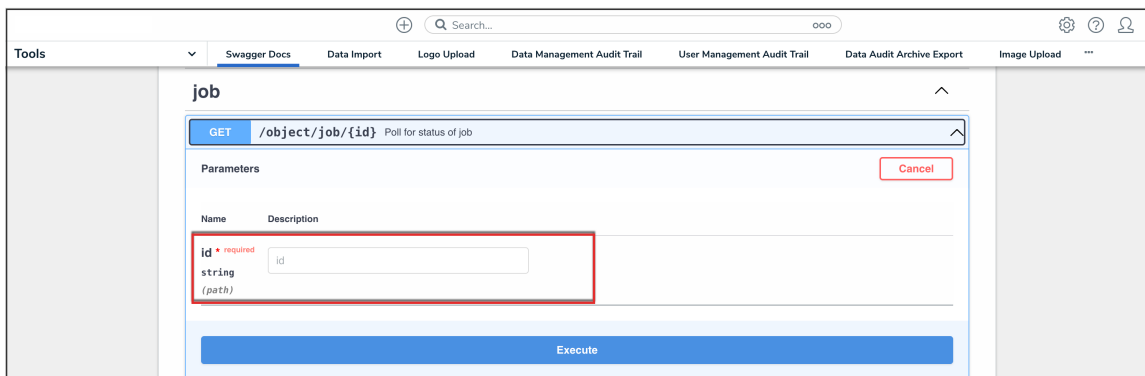 Search...
Tools Swagger Docs Data Import Logo Upload Data Management Audit Trail User Management Audit Trail Data Audit Archive Export Image Upload ...
job
GET /object/job/{id} Poll for status of job
Parameters Cancel
Name Description
id * required
id
string
(path)
Execute